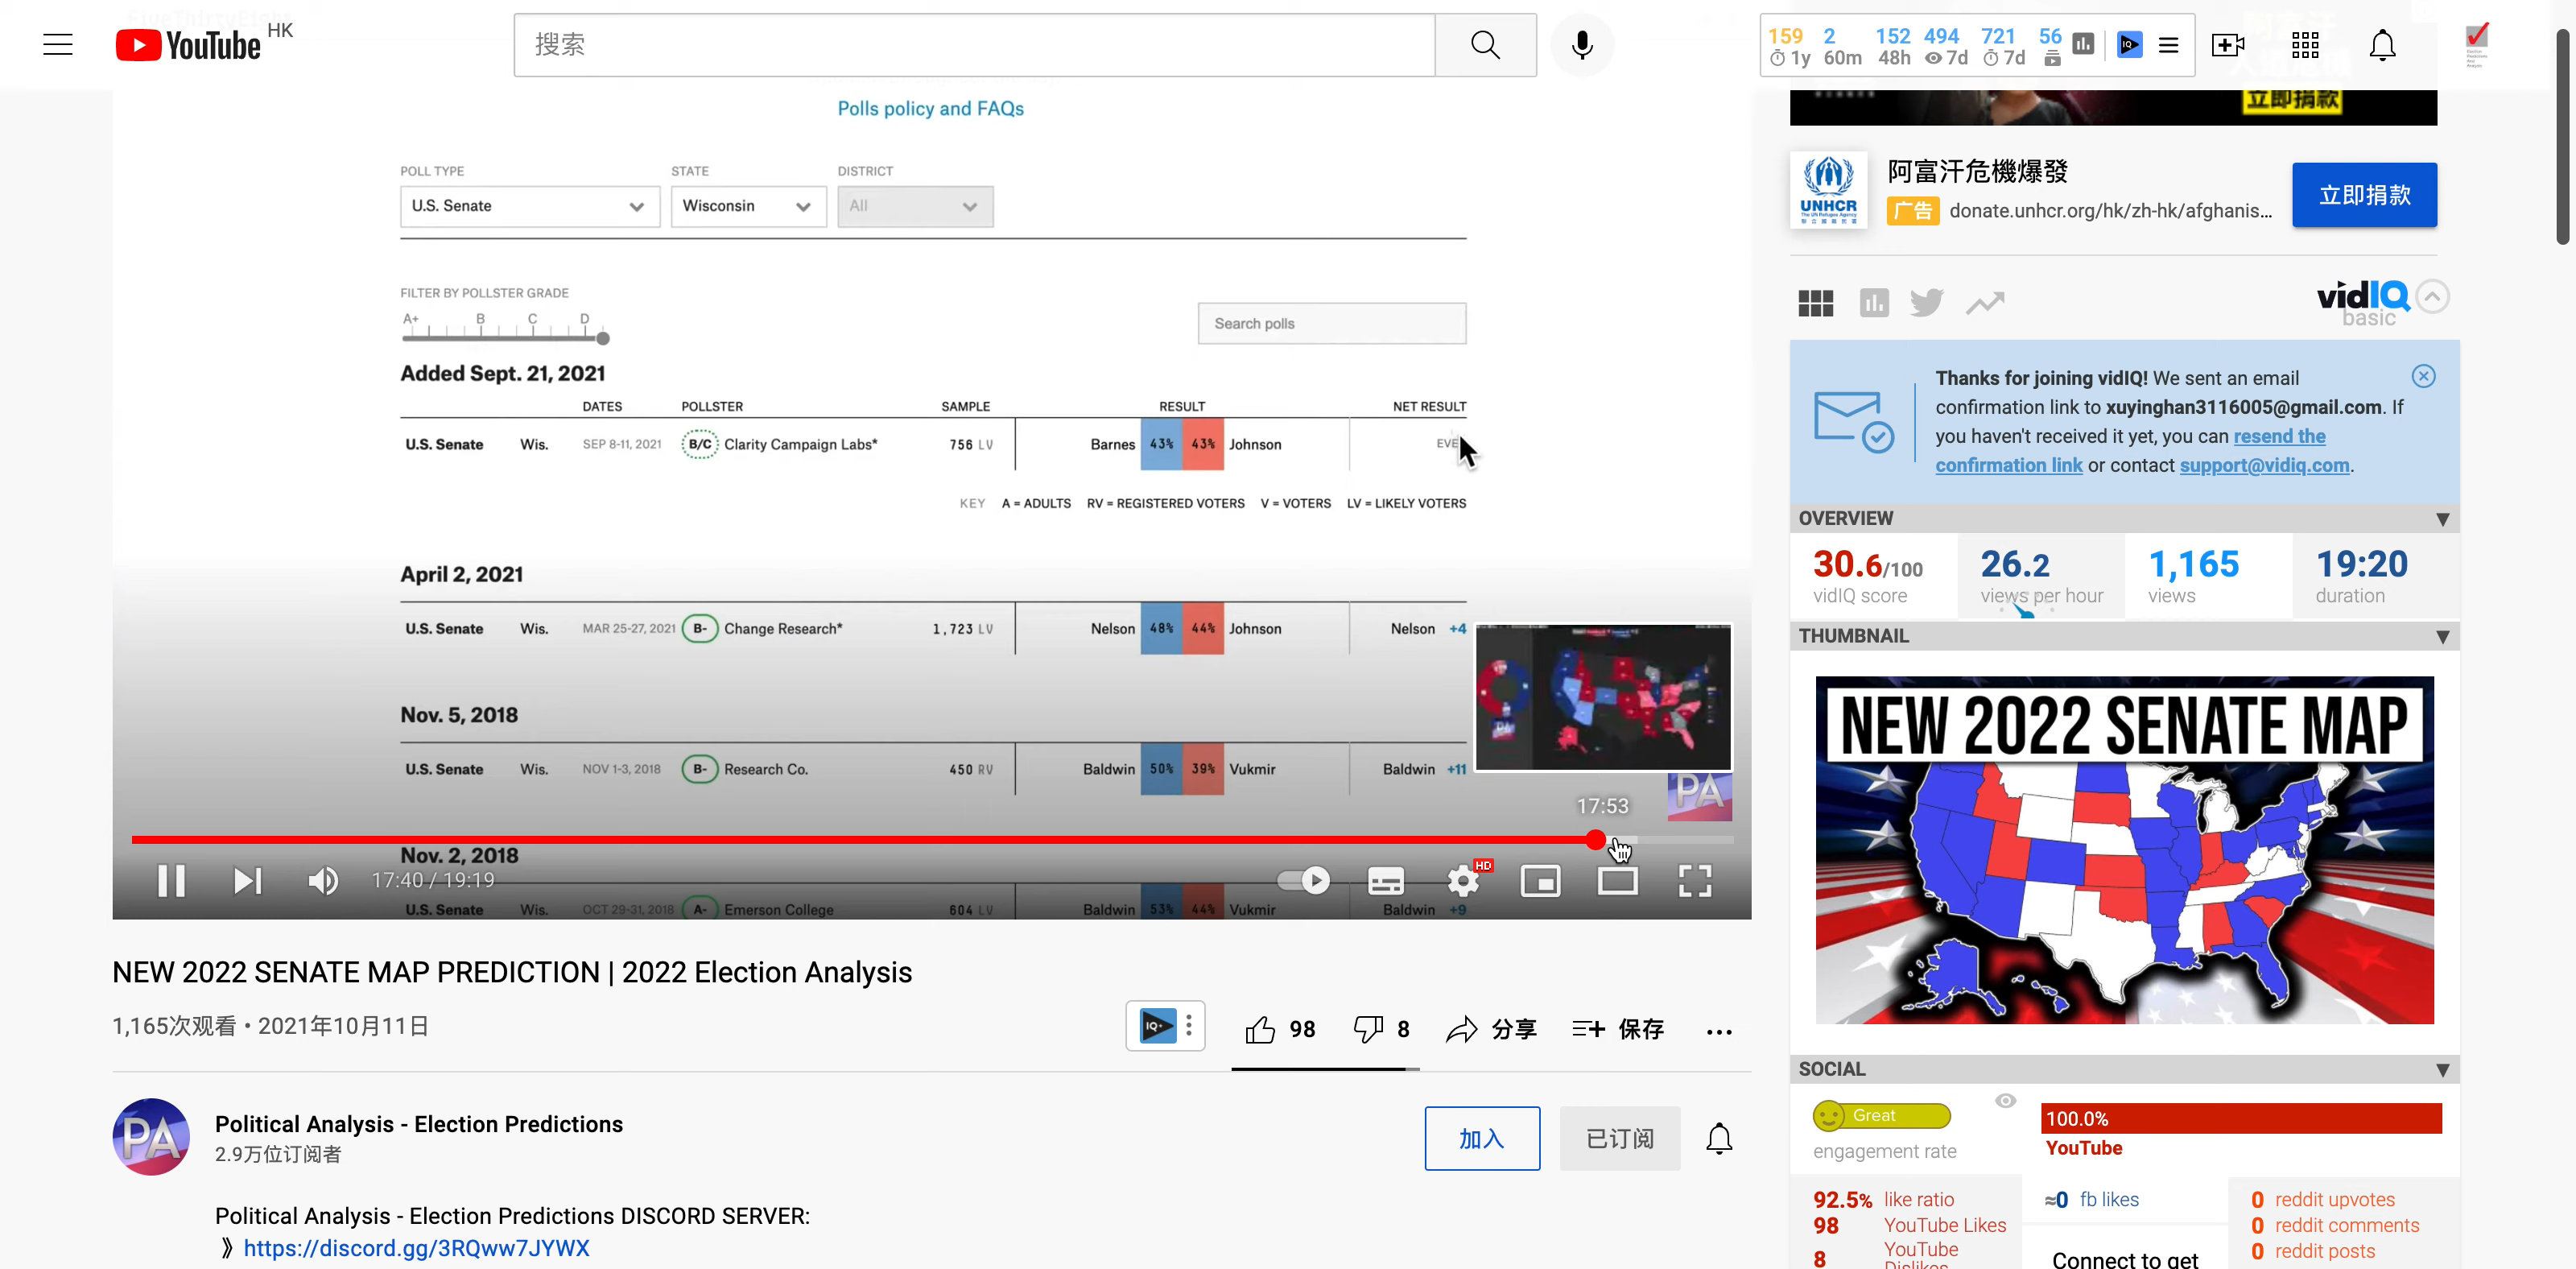 YouTube HK
搜索
159 2 152 494 721 56
1y 60m 48h 7d 7d
立即捐款
Polls policy and FAQs
POLL TYPE STATE DISTRICT
U.S. Senate Wisconsin All
FILTER BY POLLSTER GRADE
A+ B C D
Search polls
Added Sept. 21, 2021
DATES POLLSTER SAMPLE RESULT NET RESULT
U.S. Senate Wis. SEP 8-11, 2021 B/C Clarity Campaign Labs* 756 LV Barnes 43% 43% Johnson EVE
KEY A = ADULTS RV = REGISTERED VOTERS V = VOTERS LV = LIKELY VOTERS
April 2, 2021
U.S. Senate Wis. MAR 25-27, 2021 B- Change Research* 1,723 LV Nelson 48% 44% Johnson Nelson +4
Nov. 5, 2018
U.S. Senate Wis. NOV 1-3, 2018 B- Research Co. 450 RV Baldwin 50% 39% Vukmir Baldwin +11
PA
17:53
Nov. 2, 2018
17:40 / 19:19
HD
U.S. Senate Wis. OCT 29-31, 2018 A- Emerson College 604 LV Baldwin 53% 44% Vukmir Baldwin +9
NEW 2022 SENATE MAP PREDICTION | 2022 Election Analysis
1,165次观看 • 2021年10月11日
IQ+ 98 8 分享 保存
PA
Political Analysis - Election Predictions
2.9万位订阅者
加入 已订阅
Political Analysis - Election Predictions DISCORD SERVER:
》 https://discord.gg/3RQww7JYWX
UNHCR
The UN Refugee Agency
阿富汗危機爆發
广告 donate.unhcr.org/hk/zh-hk/afghanis...
立即捐款
vidIQ
basic
Thanks for joining vidIQ! We sent an email
confirmation link to xuyinghan3116005@gmail.com. If
you haven't received it yet, you can resend the
confirmation link or contact support@vidiq.com.
OVERVIEW
30.6/100 26.2 1,165 19:20
vidIQ score views per hour views duration
THUMBNAIL
NEW 2022 SENATE MAP
SOCIAL
Great
engagement rate
100.0%
YouTube
92.5% like ratio
98 YouTube Likes
8 YouTube
Dislikes
≈0 fb likes
Connect to get
0 reddit upvotes
0 reddit comments
0 reddit posts